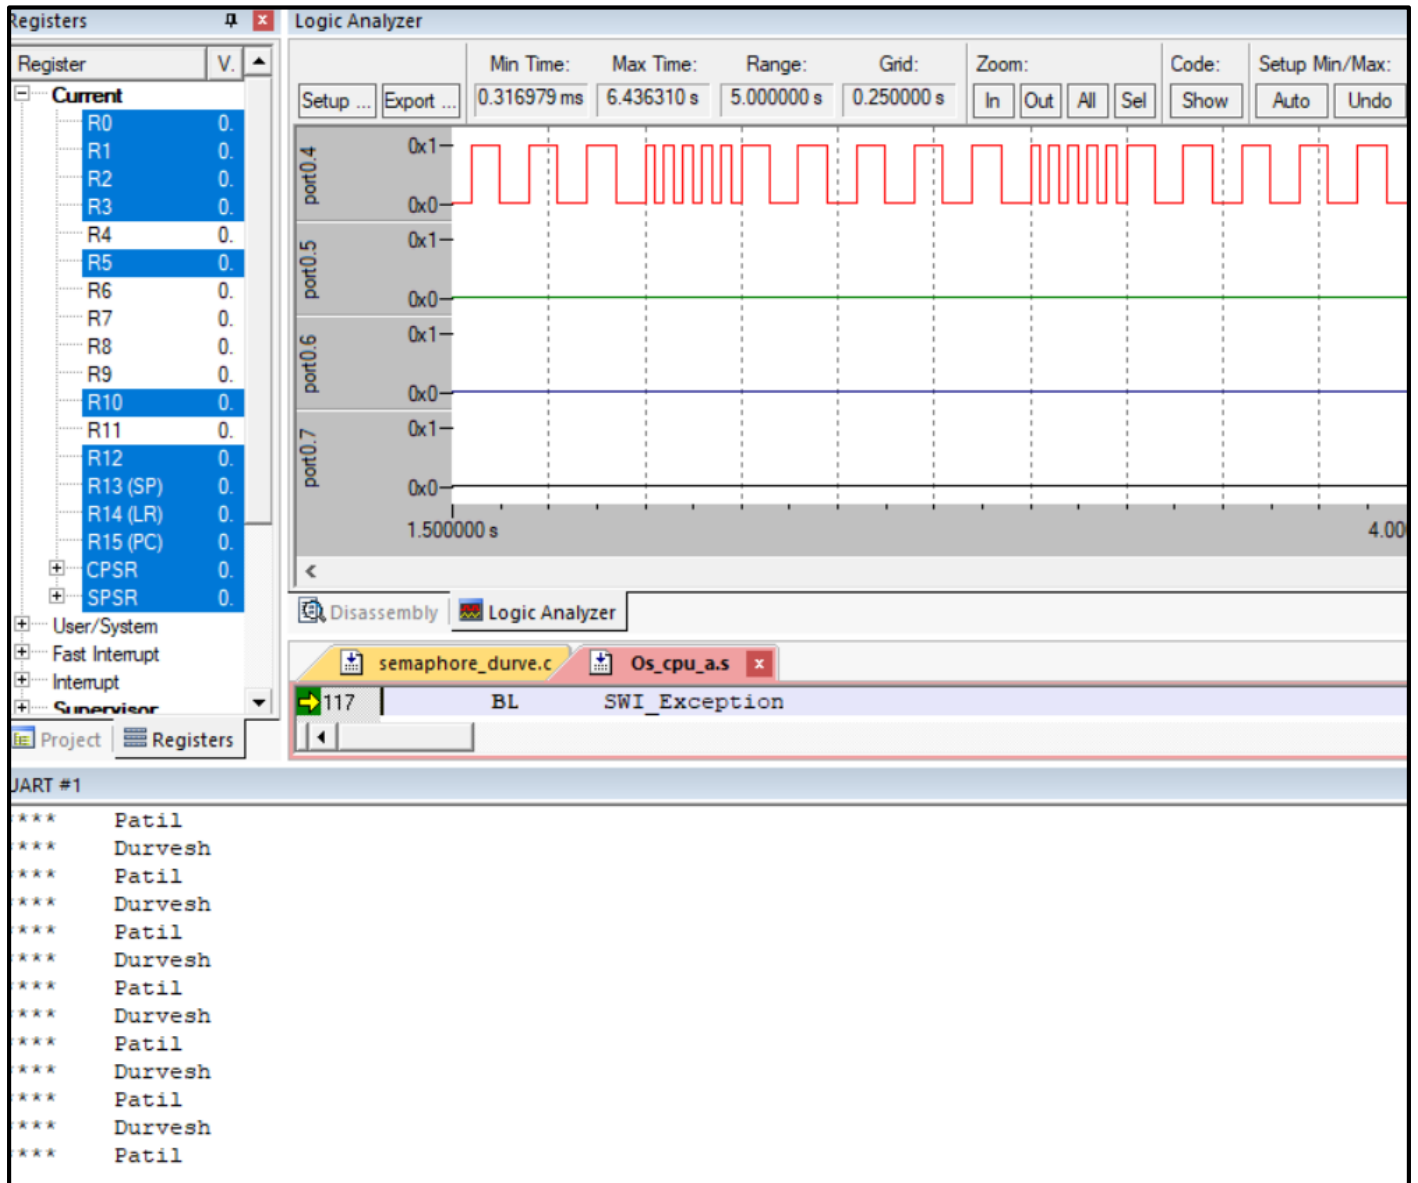 Registers
Register V.
Current
R0 0.
R1 0.
R2 0.
R3 0.
R4 0.
R5 0.
R6 0.
R7 0.
R8 0.
R9 0.
R10 0.
R11 0.
R12 0.
R13 (SP) 0.
R14 (LR) 0.
R15 (PC) 0.
CPSR 0.
SPSR 0.
User/System
Fast Interrupt
Interrupt
Supervisor
Project Registers
Logic Analyzer
Min Time: Max Time: Range: Grid: Zoom: Code: Setup Min/Max:
Setup ... Export ... 0.316979 ms 6.436310 s 5.000000 s 0.250000 s In Out All Sel Show Auto Undo
port0.4
0x1
0x0
port0.5
0x1
0x0
port0.6
0x1
0x0
port0.7
0x1
0x0
1.500000 s 4.00
<
Disassembly Logic Analyzer
semaphore_durve.c Os_cpu_a.s x
117 BL SWI_Exception
UART #1
**** Patil
**** Durvesh
**** Patil
**** Durvesh
**** Patil
**** Durvesh
**** Patil
**** Durvesh
**** Patil
**** Durvesh
**** Patil
**** Durvesh
**** Patil